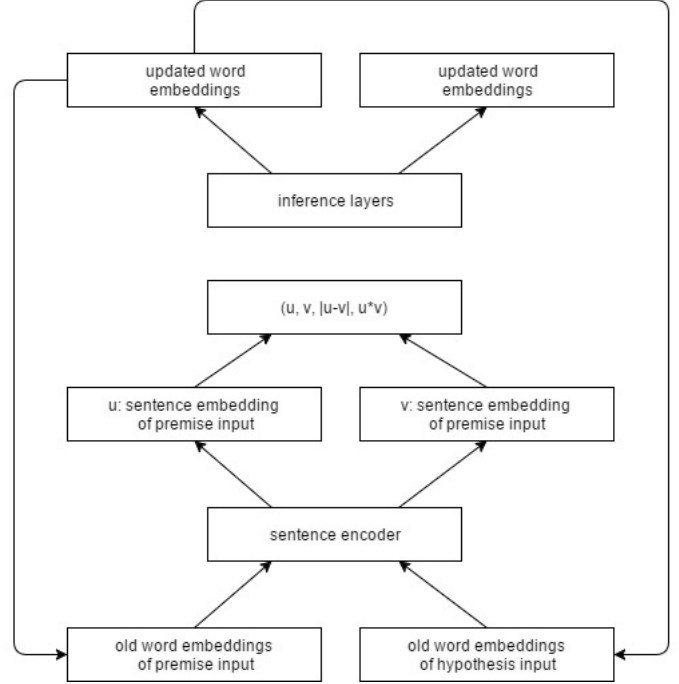 updated word
embeddings
updated word
embeddings
inference layers
(u, v, |u-v|, u*v)
u: sentence embedding
of premise input
v: sentence embedding
of premise input
sentence encoder
old word embeddings
of premise input
old word embeddings
of hypothesis input